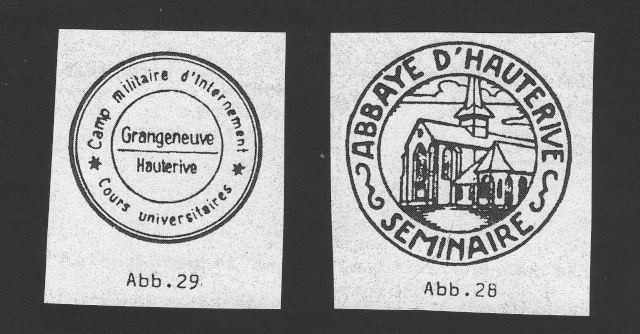 Camp militaire d'Internement
Grangeneuve
Hauterive
Cours universitaires
Abb.29
ABBAYE D'HAUTERIVE
SEMINAIRE
Abb.28